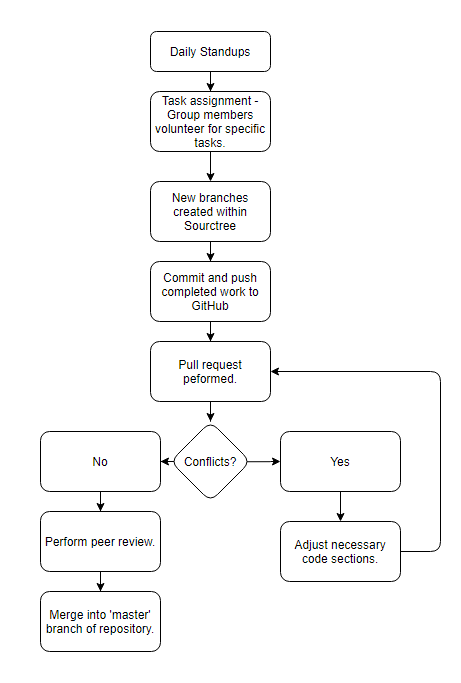 Daily Standups
Task assignment -
Group members
volunteer for specific
tasks.
New branches
created within
Sourctree
Commit and push
completed work to
GitHub
Pull request
peformed.
Conflicts?
No
Yes
Perform peer review.
Adjust necessary
code sections.
Merge into 'master'
branch of repository.